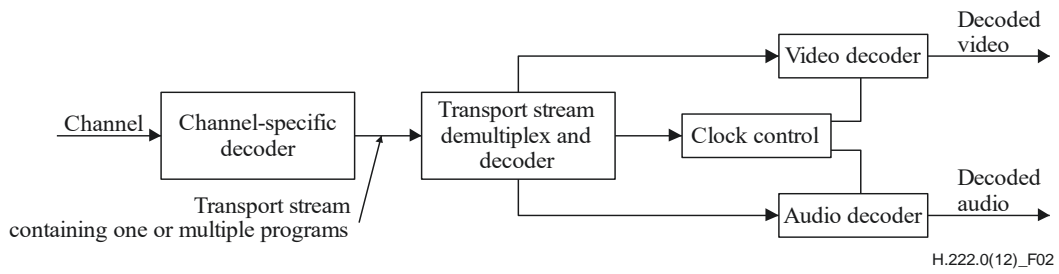 Decoded
video
Video decoder
Channel
Channel-specific
decoder
Transport stream
demultiplex and
decoder
Clock control
Transport stream
containing one or multiple programs
Decoded
audio
Audio decoder
H.222.0(12)_F02